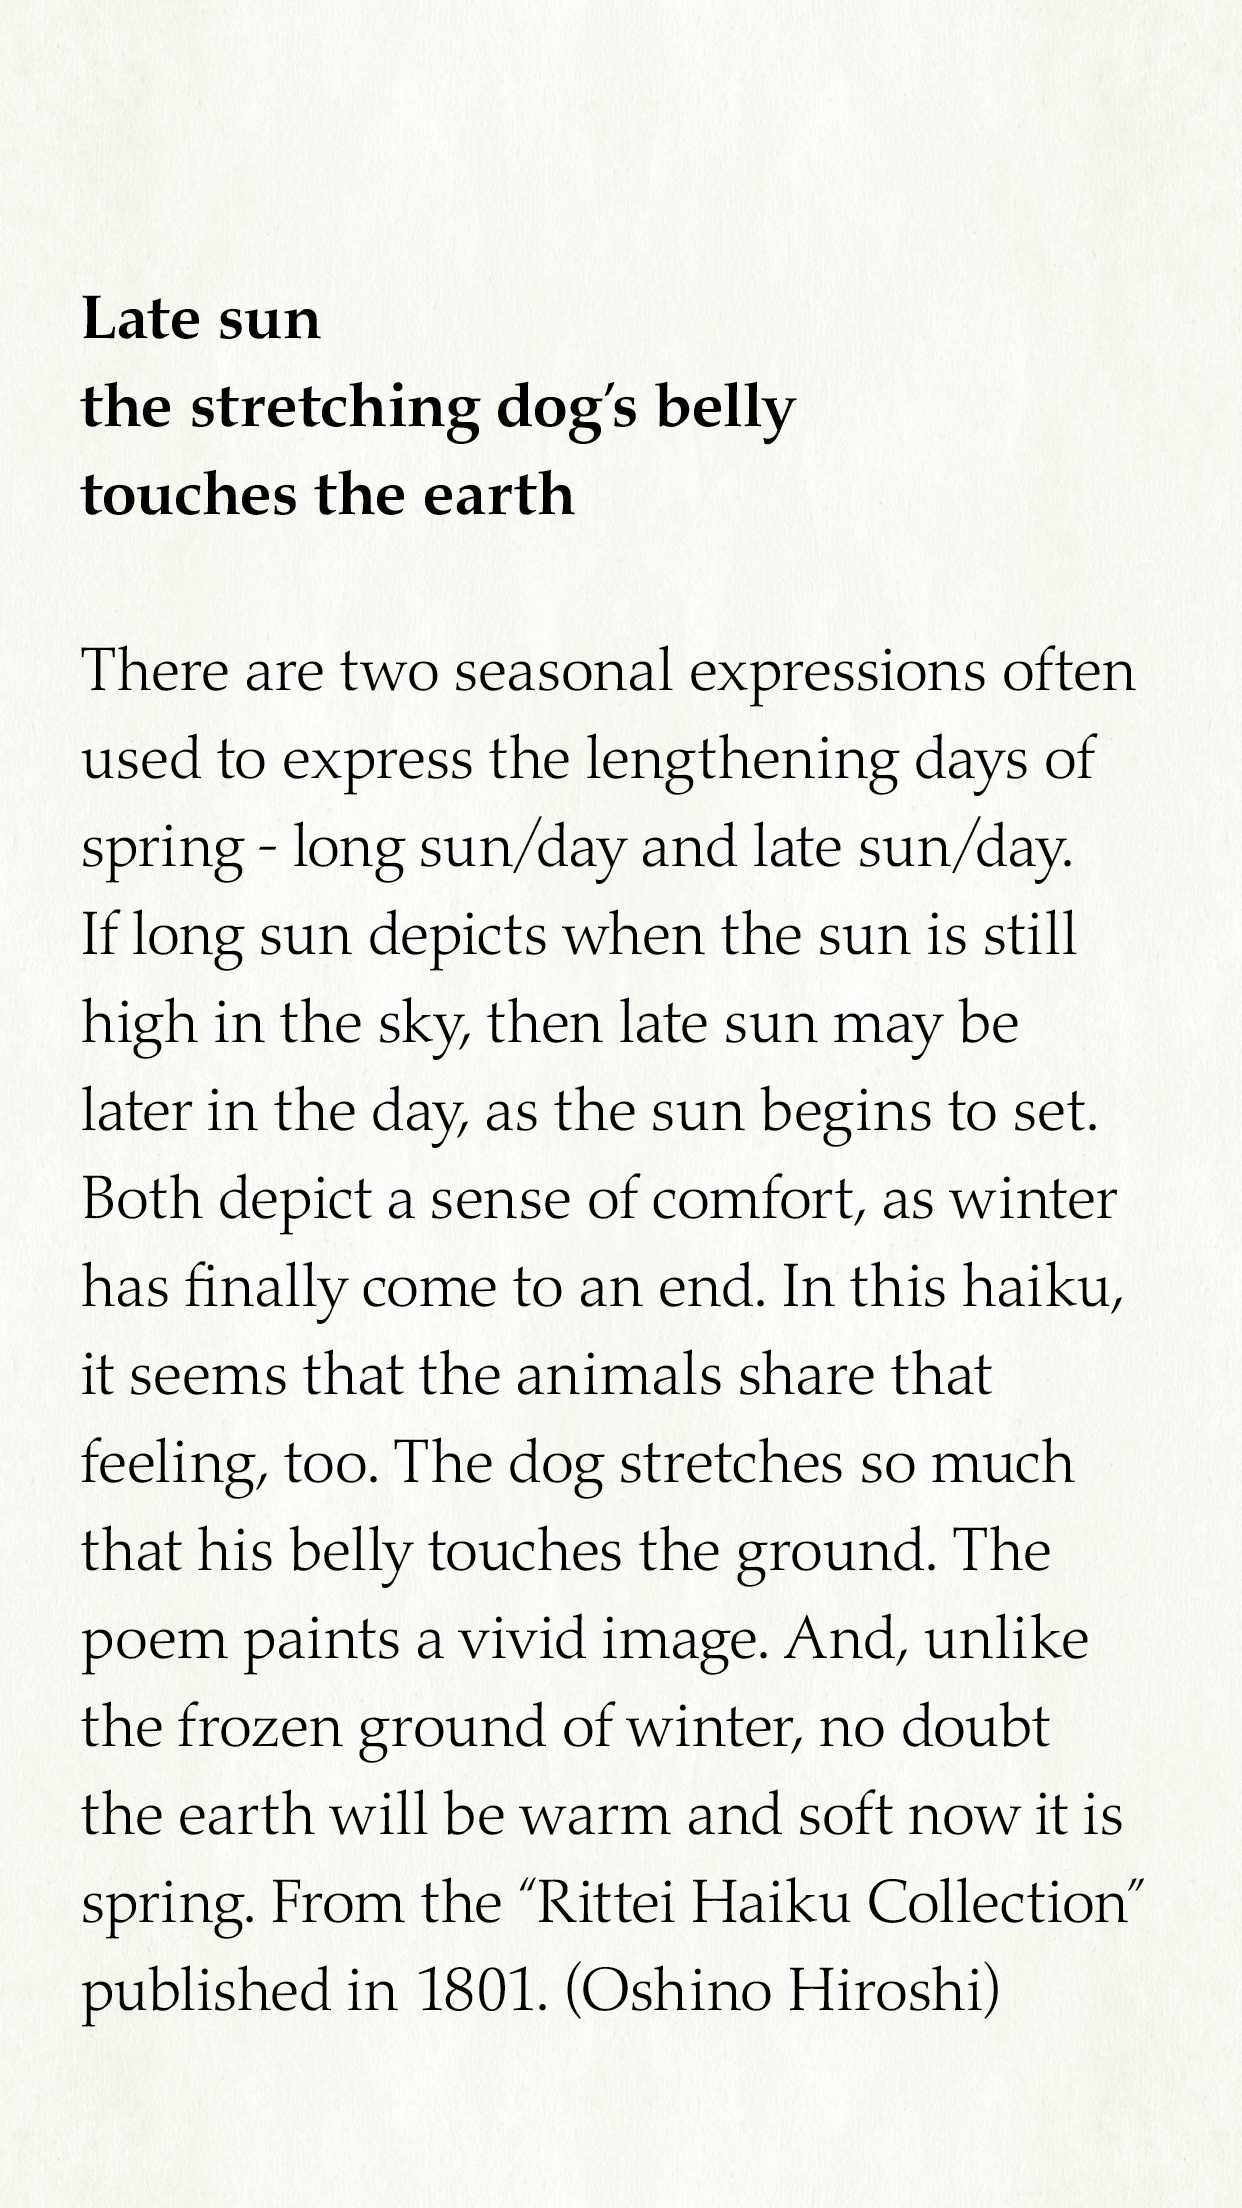 Late sun
the stretching dog’s belly
touches the earth
There are two seasonal expressions often
used to express the lengthening days of
spring - long sun/day and late sun/day.
If long sun depicts when the sun is still
high in the sky, then late sun may be
later in the day, as the sun begins to set.
Both depict a sense of comfort, as winter
has finally come to an end. In this haiku,
it seems that the animals share that
feeling, too. The dog stretches so much
that his belly touches the ground. The
poem paints a vivid image. And, unlike
the frozen ground of winter, no doubt
the earth will be warm and soft now it is
spring. From the “Rittei Haiku Collection”
published in 1801. (Oshino Hiroshi)